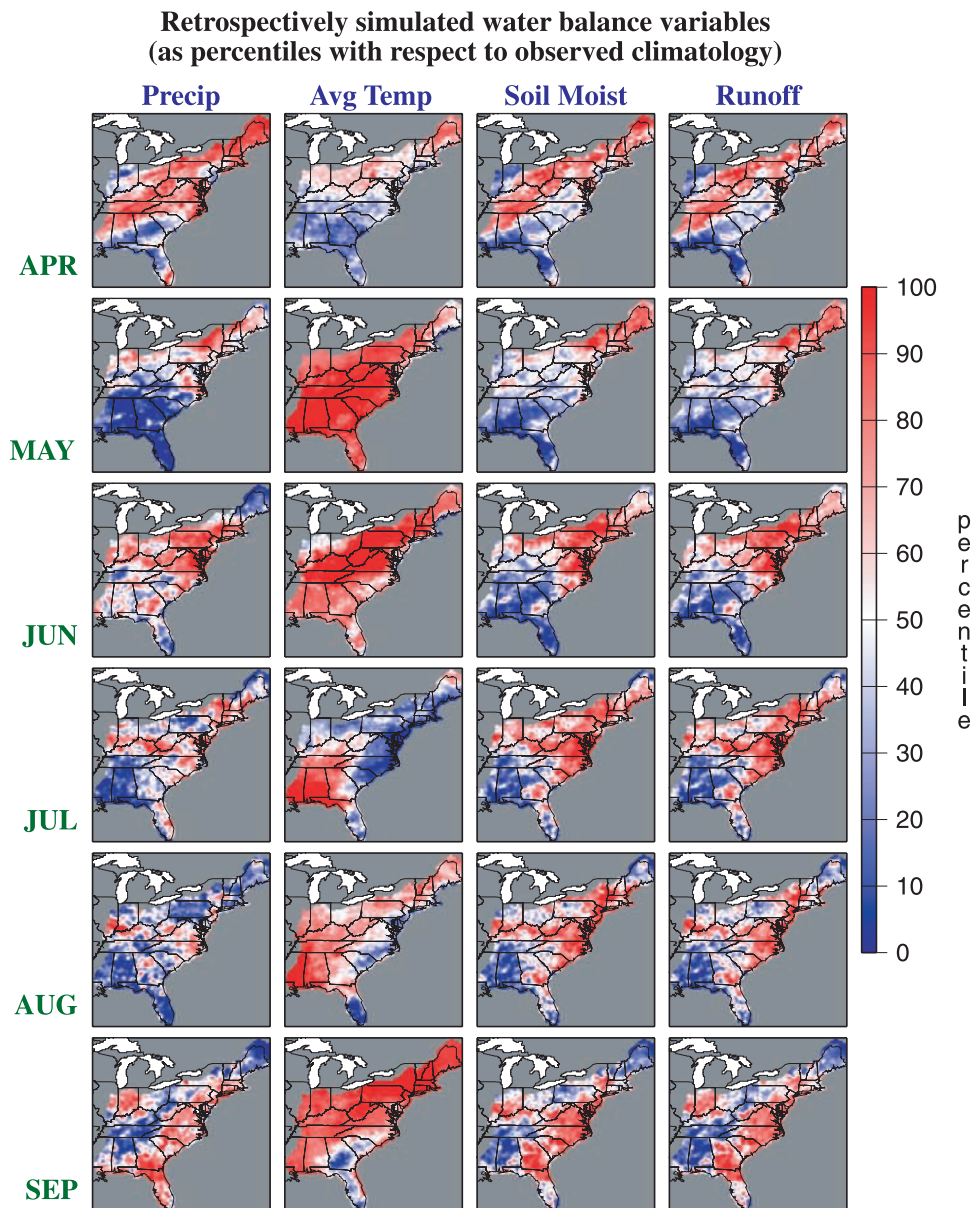 Retrospectively simulated water balance variables
(as percentiles with respect to observed climatology)
Precip Avg Temp Soil Moist Runoff
APR
MAY
JUN
JUL
AUG
SEP
100
90
80
70
60
50
40
30
20
10
0
percentile